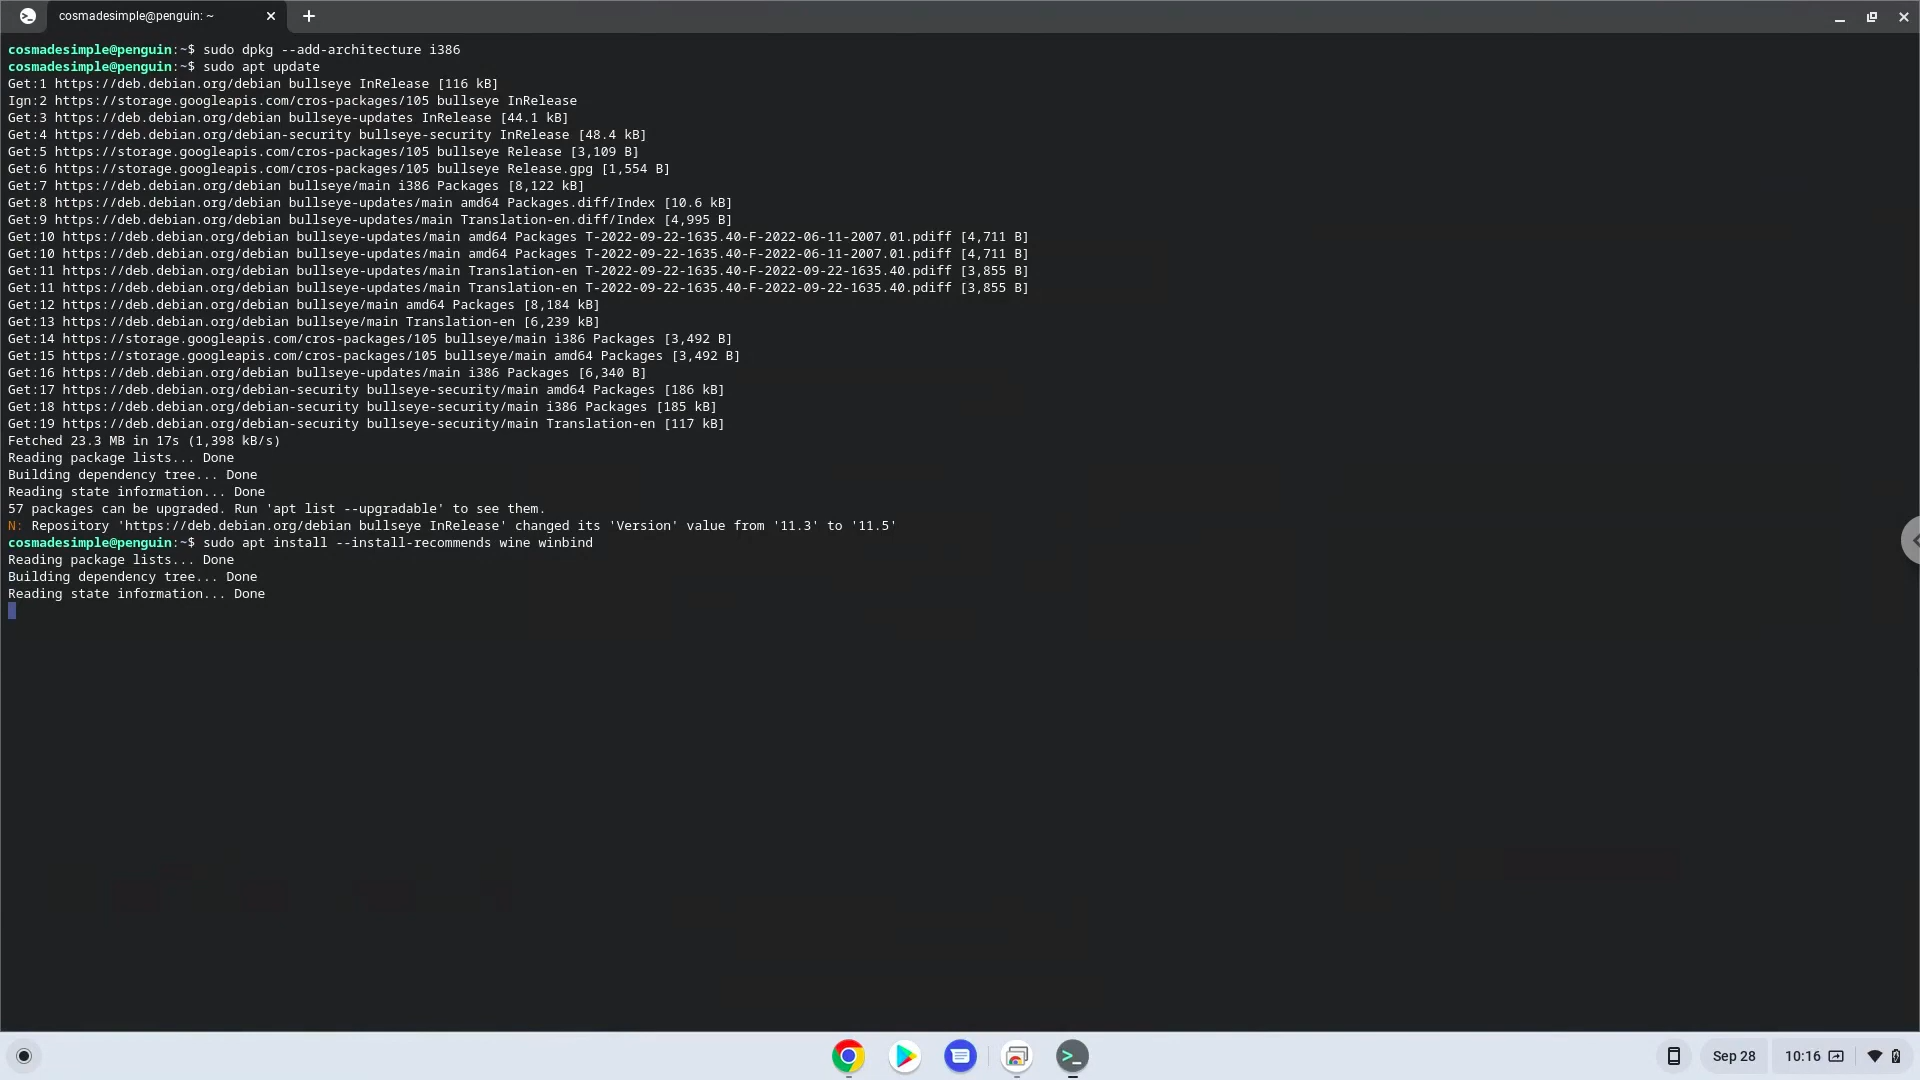 cosmadesimple@penguin: ~
cosmadesimple@penguin:~$ sudo dpkg --add-architecture i386
cosmadesimple@penguin:~$ sudo apt update
Get:1 https://deb.debian.org/debian bullseye InRelease [116 kB]
Ign:2 https://storage.googleapis.com/cros-packages/105 bullseye InRelease
Get:3 https://deb.debian.org/debian bullseye-updates InRelease [44.1 kB]
Get:4 https://deb.debian.org/debian-security bullseye-security InRelease [48.4 kB]
Get:5 https://storage.googleapis.com/cros-packages/105 bullseye Release [3,109 B]
Get:6 https://storage.googleapis.com/cros-packages/105 bullseye Release.gpg [1,554 B]
Get:7 https://deb.debian.org/debian bullseye/main i386 Packages [8,122 kB]
Get:8 https://deb.debian.org/debian bullseye-updates/main amd64 Packages.diff/Index [10.6 kB]
Get:9 https://deb.debian.org/debian bullseye-updates/main Translation-en.diff/Index [4,995 B]
Get:10 https://deb.debian.org/debian bullseye-updates/main amd64 Packages T-2022-09-22-1635.40-F-2022-06-11-2007.01.pdiff [4,711 B]
Get:10 https://deb.debian.org/debian bullseye-updates/main amd64 Packages T-2022-09-22-1635.40-F-2022-06-11-2007.01.pdiff [4,711 B]
Get:11 https://deb.debian.org/debian bullseye-updates/main Translation-en T-2022-09-22-1635.40-F-2022-09-22-1635.40.pdiff [3,855 B]
Get:11 https://deb.debian.org/debian bullseye-updates/main Translation-en T-2022-09-22-1635.40-F-2022-09-22-1635.40.pdiff [3,855 B]
Get:12 https://deb.debian.org/debian bullseye/main amd64 Packages [8,184 kB]
Get:13 https://deb.debian.org/debian bullseye/main Translation-en [6,239 kB]
Get:14 https://storage.googleapis.com/cros-packages/105 bullseye/main i386 Packages [3,492 B]
Get:15 https://storage.googleapis.com/cros-packages/105 bullseye/main amd64 Packages [3,492 B]
Get:16 https://deb.debian.org/debian bullseye-updates/main i386 Packages [6,340 B]
Get:17 https://deb.debian.org/debian-security bullseye-security/main amd64 Packages [186 kB]
Get:18 https://deb.debian.org/debian-security bullseye-security/main i386 Packages [185 kB]
Get:19 https://deb.debian.org/debian-security bullseye-security/main Translation-en [117 kB]
Fetched 23.3 MB in 17s (1,398 kB/s)
Reading package lists... Done
Building dependency tree... Done
Reading state information... Done
57 packages can be upgraded. Run 'apt list --upgradable' to see them.
N: Repository 'https://deb.debian.org/debian bullseye InRelease' changed its 'Version' value from '11.3' to '11.5'
cosmadesimple@penguin:~$ sudo apt install --install-recommends wine winbind
Reading package lists... Done
Building dependency tree... Done
Reading state information... Done
Sep 28 10:16